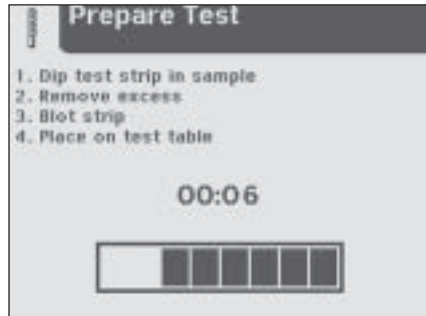 Prepare Test
1. Dip test strip in sample
2. Remove excess
3. Blot strip
4. Place on test table
00:06